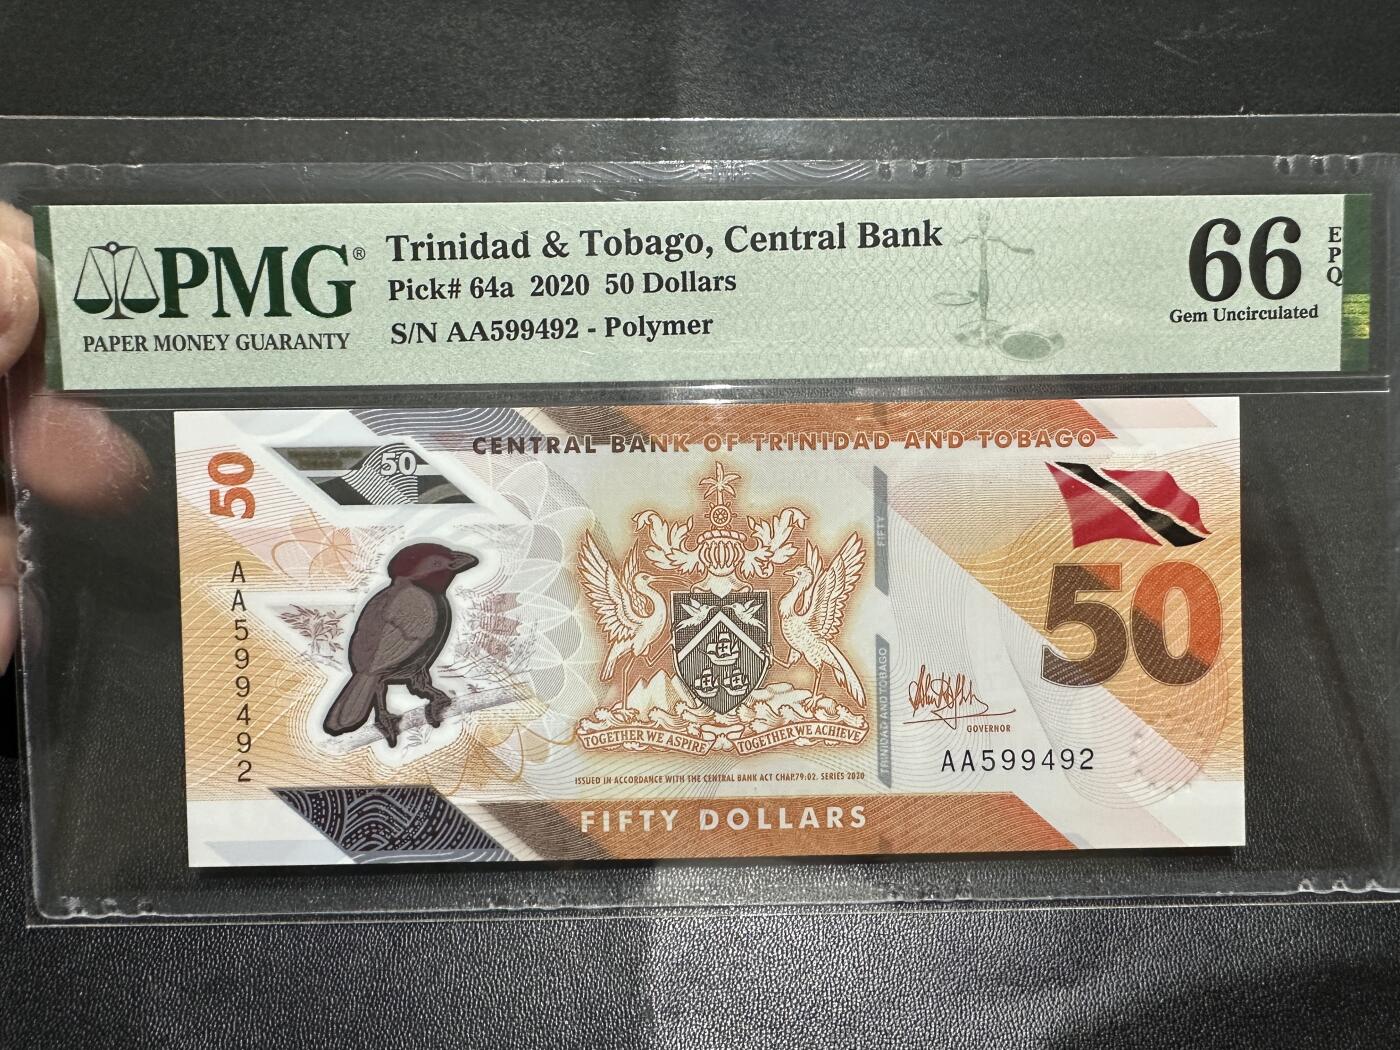 PMG®
PAPER MONEY GUARANTY
Trinidad & Tobago, Central Bank
Pick# 64a 2020 50 Dollars
S/N AA599492 - Polymer
66
EPQ
Gem Uncirculated
CENTRAL BANK OF TRINIDAD AND TOBAGO
50
50
AA599492
FIFTY
TRINIDAD AND TOBAGO
50
TOGETHER WE ASPIRE TOGETHER WE ACHIEVE
GOVERNOR
AA599492
ISSUED IN ACCORDANCE WITH THE CENTRAL BANK ACT CHAP.79:02. SERIES 2020
FIFTY DOLLARS